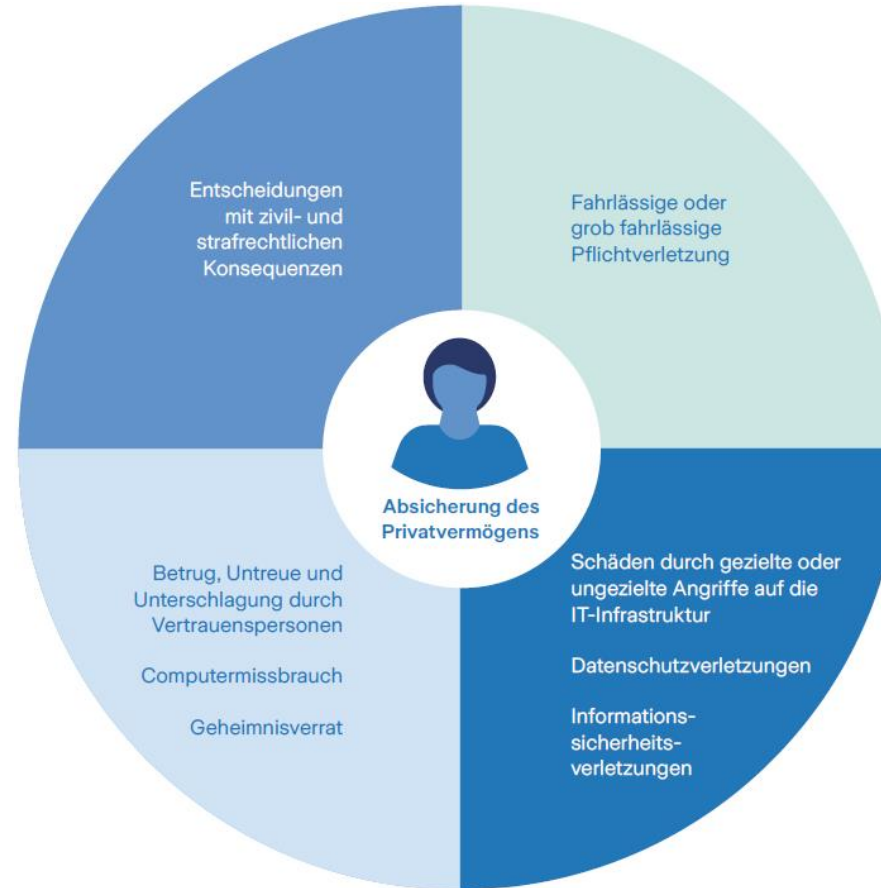 Entscheidungen
mit zivil- und
strafrechtlichen
Konsequenzen
Fahrlässige oder
grob fahrlässige
Pflichtverletzung
Absicherung des
Privatvermögens
Betrug, Untreue und
Unterschlagung durch
Vertrauenspersonen
Computermissbrauch
Geheimnisverrat
Schäden durch gezielte oder
ungezielte Angriffe auf die
IT-Infrastruktur
Datenschutzverletzungen
Informations-
sicherheits-
verletzungen